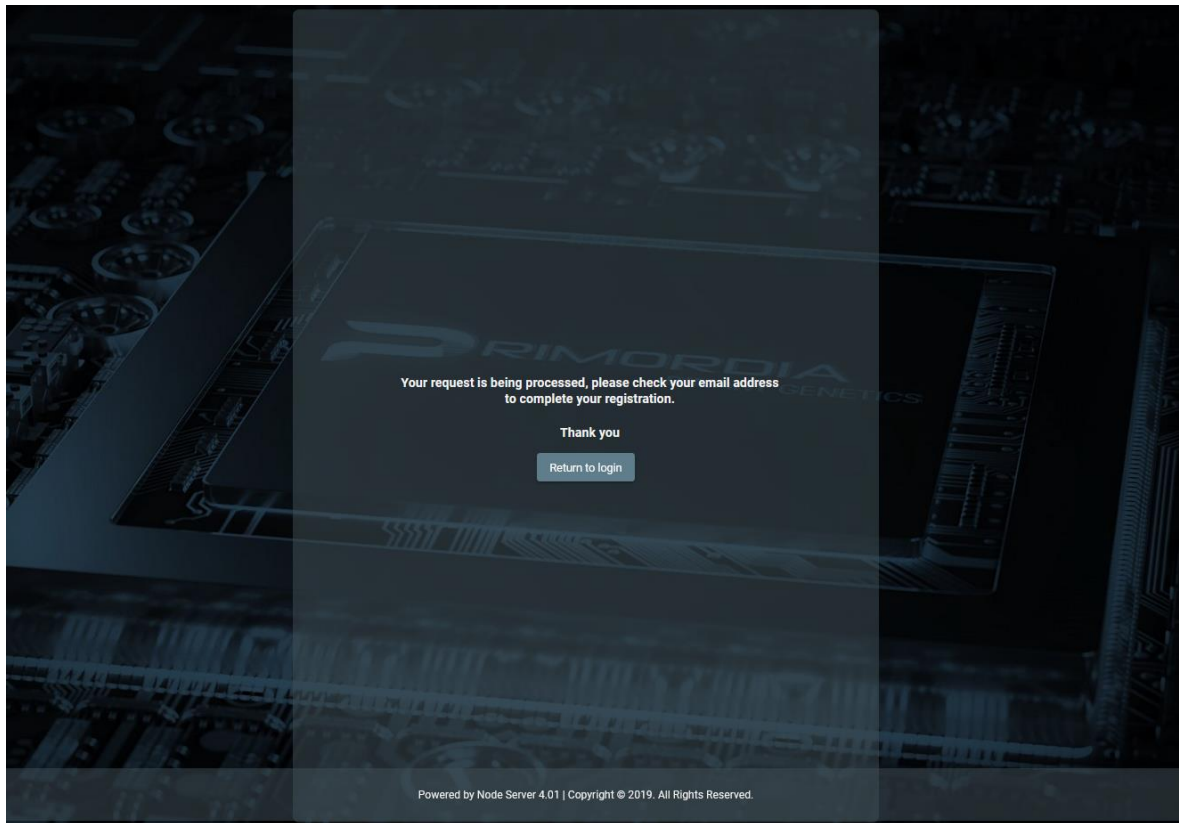 PRIMORDIA
GENETICS
Your request is being processed, please check your email address
to complete your registration.
Thank you
Return to login
Powered by Node Server 4.01 | Copyright © 2019. All Rights Reserved.